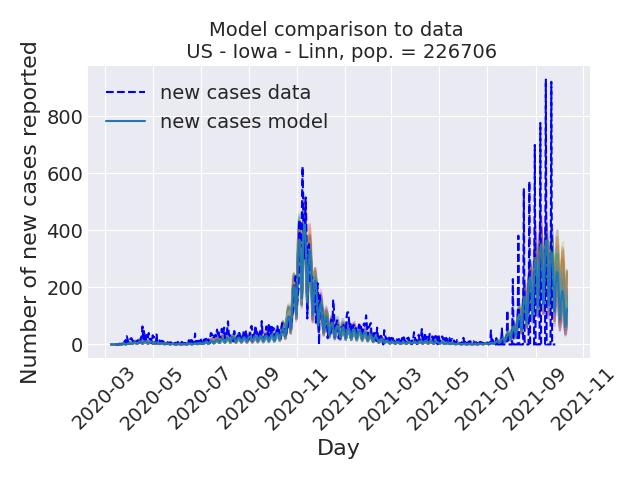 Model comparison to data
US - Iowa - Linn, pop. = 226706
Number of new cases reported
new cases data
new cases model
800
600
400
200
0
2020-03
2020-05
2020-07
2020-09
2020-11
2021-01
2021-03
2021-05
2021-07
2021-09
2021-11
Day